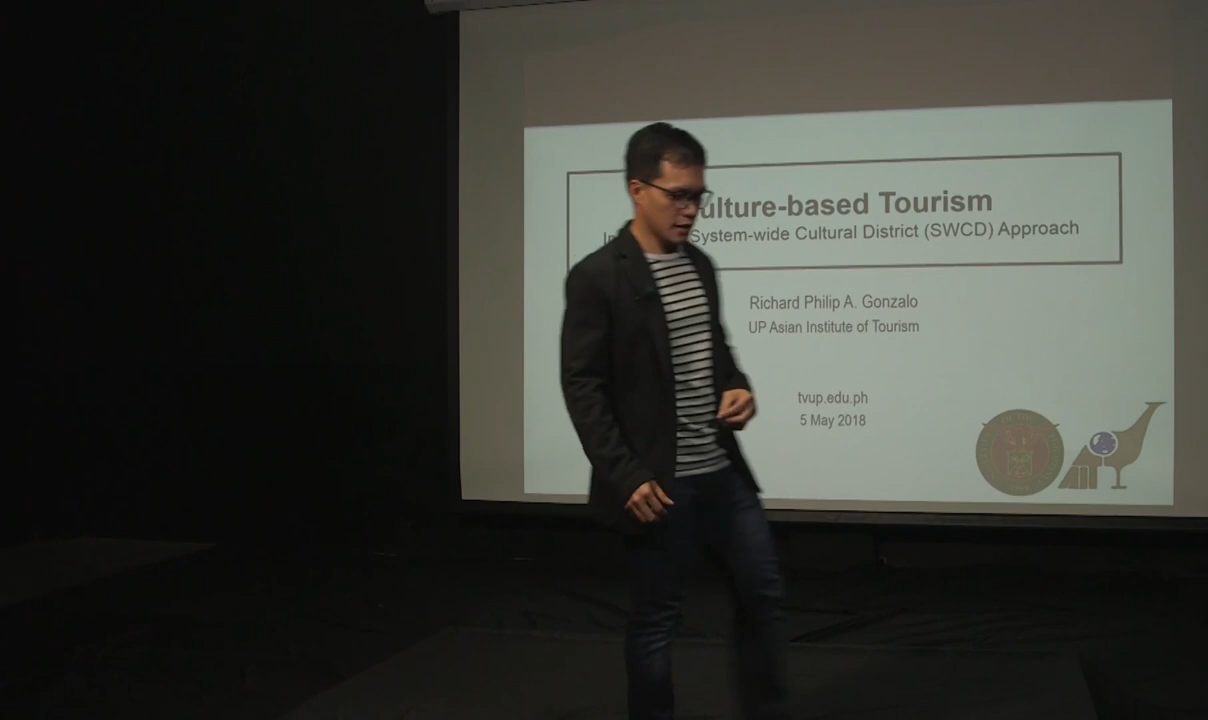 ulture-based Tourism
System-wide Cultural District (SWCD) Approach
Richard Philip A. Gonzalo
UP Asian Institute of Tourism
tvup.edu.ph
5 May 2018